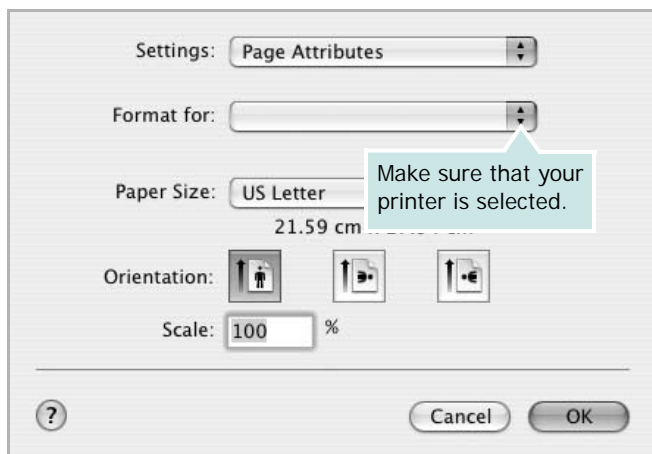 Settings: Page Attributes
Format for:
Make sure that your
printer is selected.
Paper Size: US Letter
21.59 cm
Orientation:
Scale: 100 %
? Cancel OK